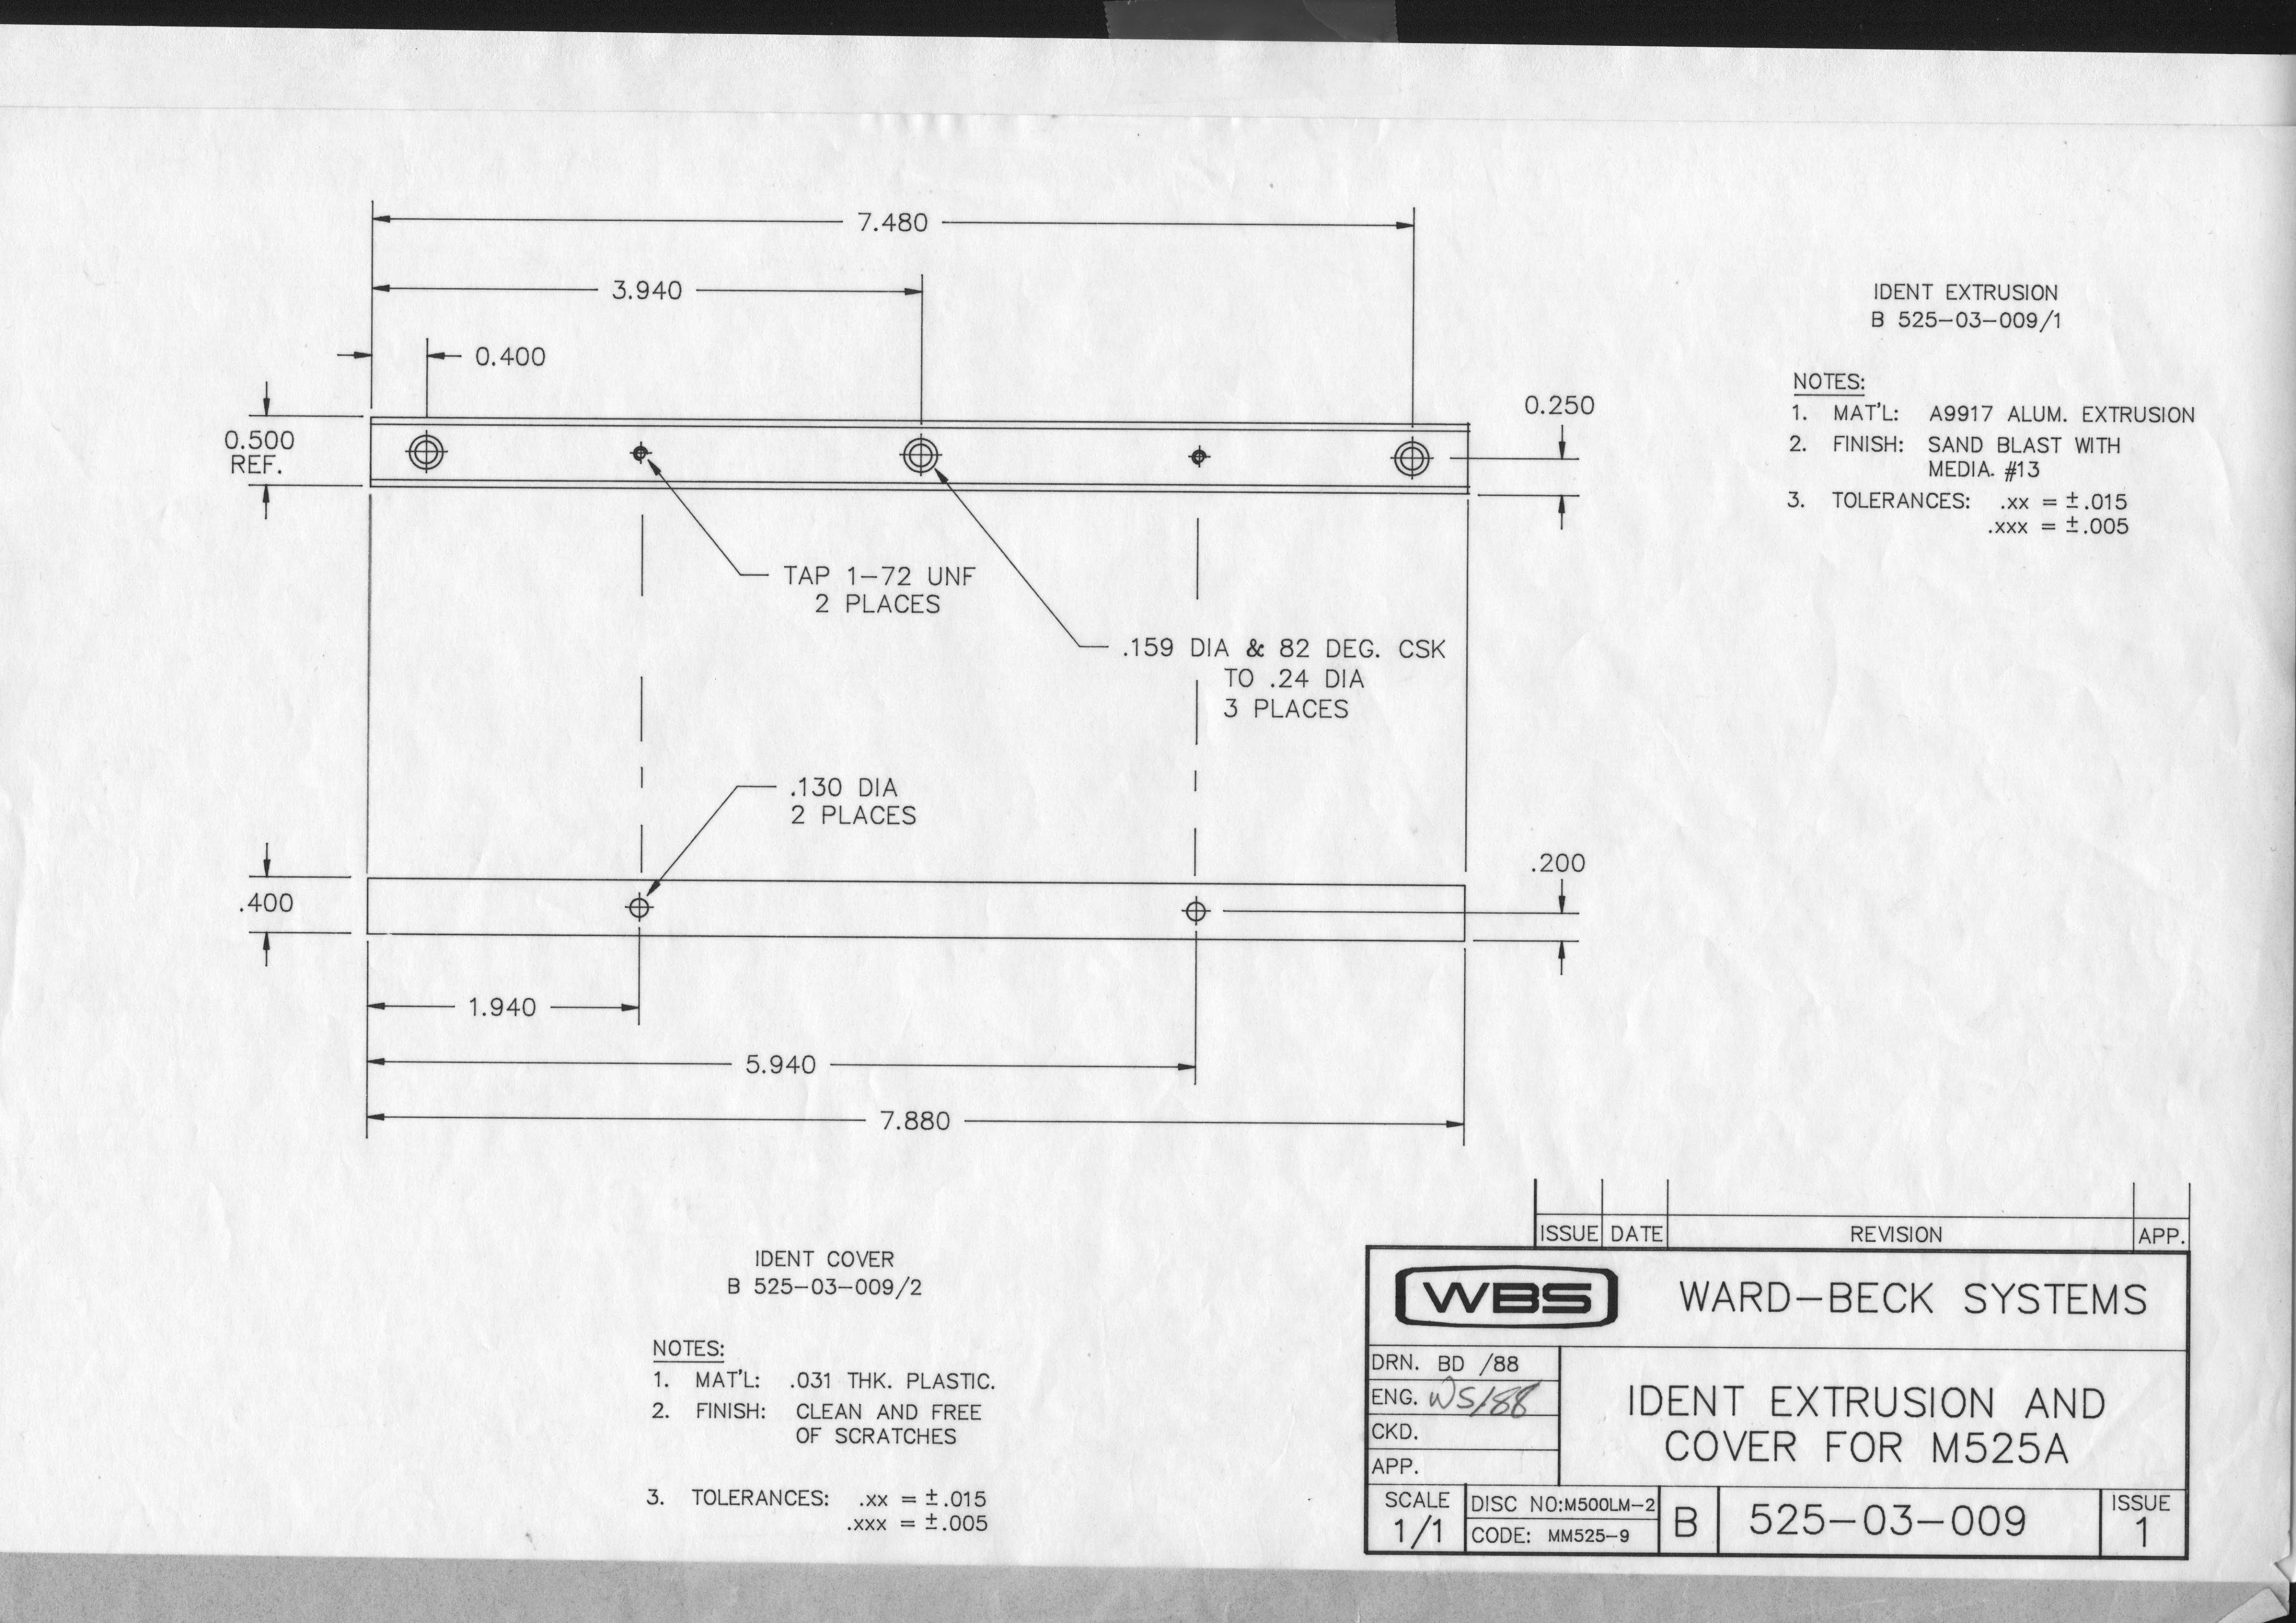 7.480
3.940
0.400
0.500
REF.
0.250
TAP 1-72 UNF
2 PLACES
.159 DIA & 82 DEG. CSK
TO .24 DIA
3 PLACES
.130 DIA
2 PLACES
.400
.200
1.940
5.940
7.880
IDENT EXTRUSION
B 525-03-009/1
NOTES:
1. MAT'L: A9917 ALUM. EXTRUSION
2. FINISH: SAND BLAST WITH
MEDIA. #13
3. TOLERANCES: .xx = ±.015
.xxx = ±.005
IDENT COVER
B 525-03-009/2
NOTES:
1. MAT'L: .031 THK. PLASTIC.
2. FINISH: CLEAN AND FREE
OF SCRATCHES
3. TOLERANCES: .xx = ±.015
.xxx = ±.005
ISSUE DATE REVISION APP.
WBS WARD-BECK SYSTEMS
DRN. BD /88
ENG. WS/88
CKD.
APP.
IDENT EXTRUSION AND
COVER FOR M525A
SCALE
1/1
DISC NO:M500LM-2
CODE: MM525-9
B
525-03-009
ISSUE
1